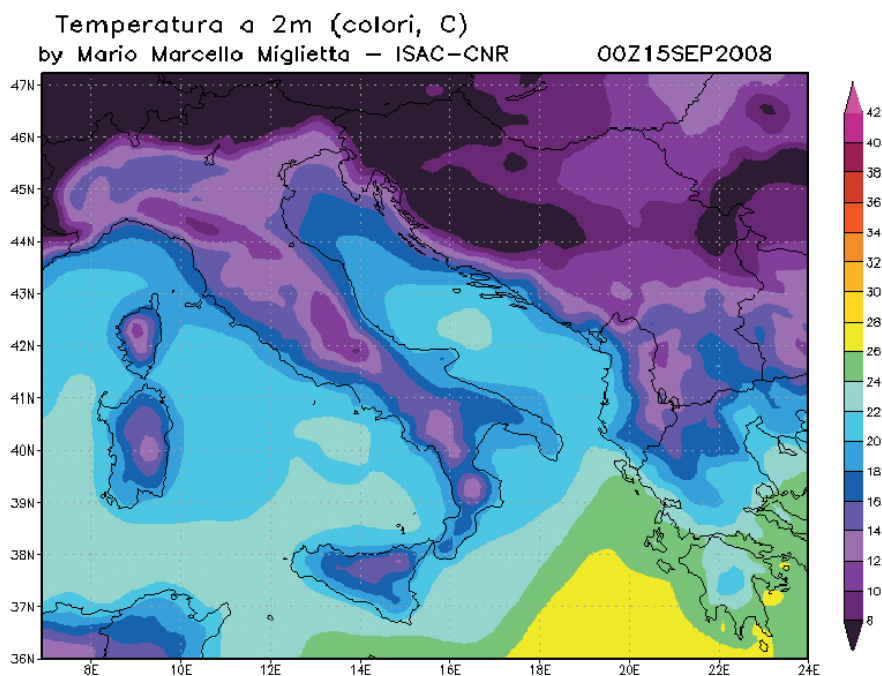 Temperatura a 2m (colori, C)
by Mario Marcello Miglietta – ISAC-CNR 00Z15SEP2008
47N
46N
45N
44N
43N
42N
41N
40N
39N
38N
37N
36N
8E 10E 12E 14E 16E 18E 20E 22E 24E
42
40
38
36
34
32
30
28
26
24
22
20
18
16
14
12
10
8